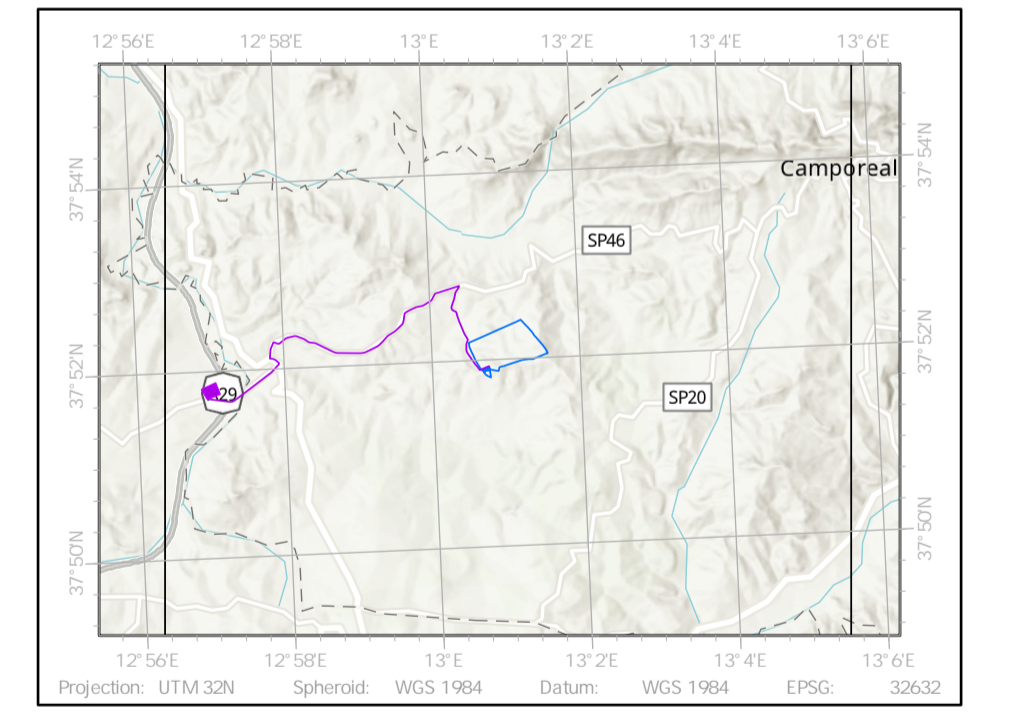 12°56'E 12°58'E 13°E 13°2'E 13°4'E 13°6'E
37°54'N 37°54'N
Camporeal
SP46
37°52'N 37°52'N
29
SP20
37°50'N 37°50'N
12°56'E 12°58'E 13°E 13°2'E 13°4'E 13°6'E
Projection: UTM 32N Spheroid: WGS 1984 Datum: WGS 1984 EPSG: 32632